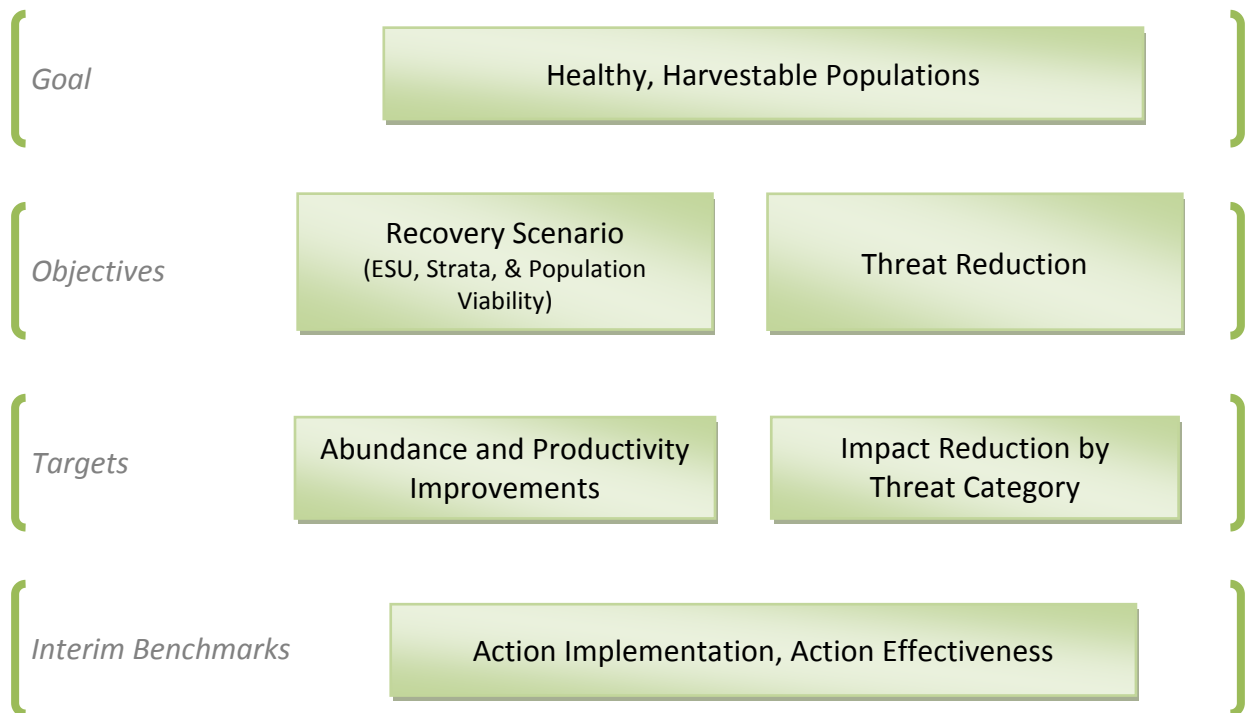 Goal
Healthy, Harvestable Populations
Objectives
Recovery Scenario
(ESU, Strata, & Population
Viability)
Threat Reduction
Targets
Abundance and Productivity
Improvements
Impact Reduction by
Threat Category
Interim Benchmarks
Action Implementation, Action Effectiveness